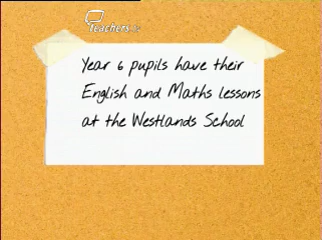 Teachers
Year 6 pupils have their
English and Maths lessons
at the Westlands School